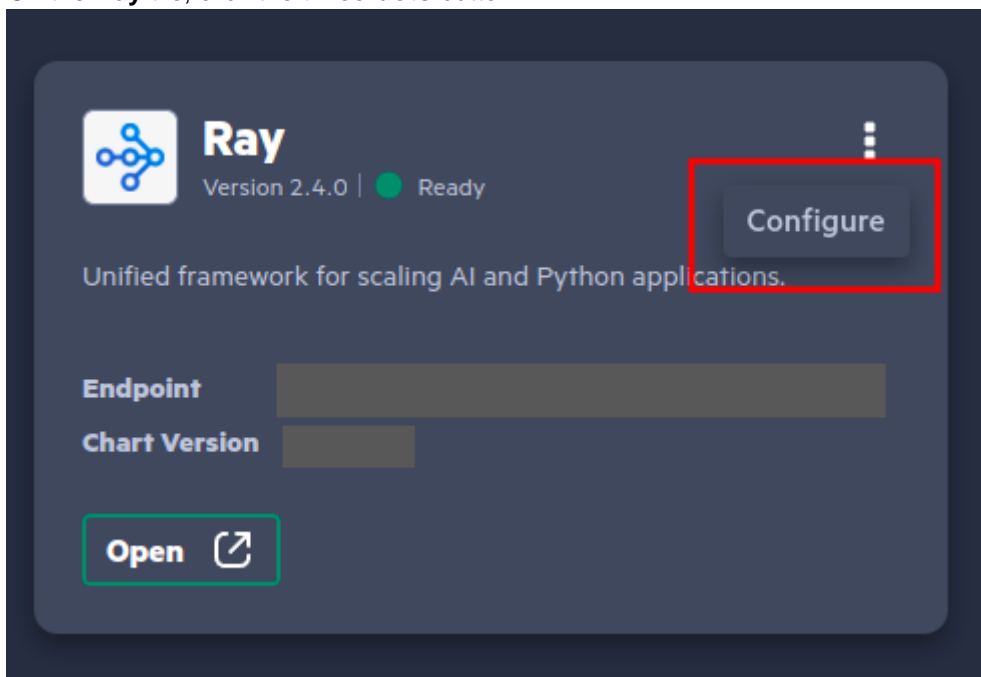 Ray
Version 2.4.0 | Ready
Configure
Unified framework for scaling AI and Python applications.
Endpoint
Chart Version
Open